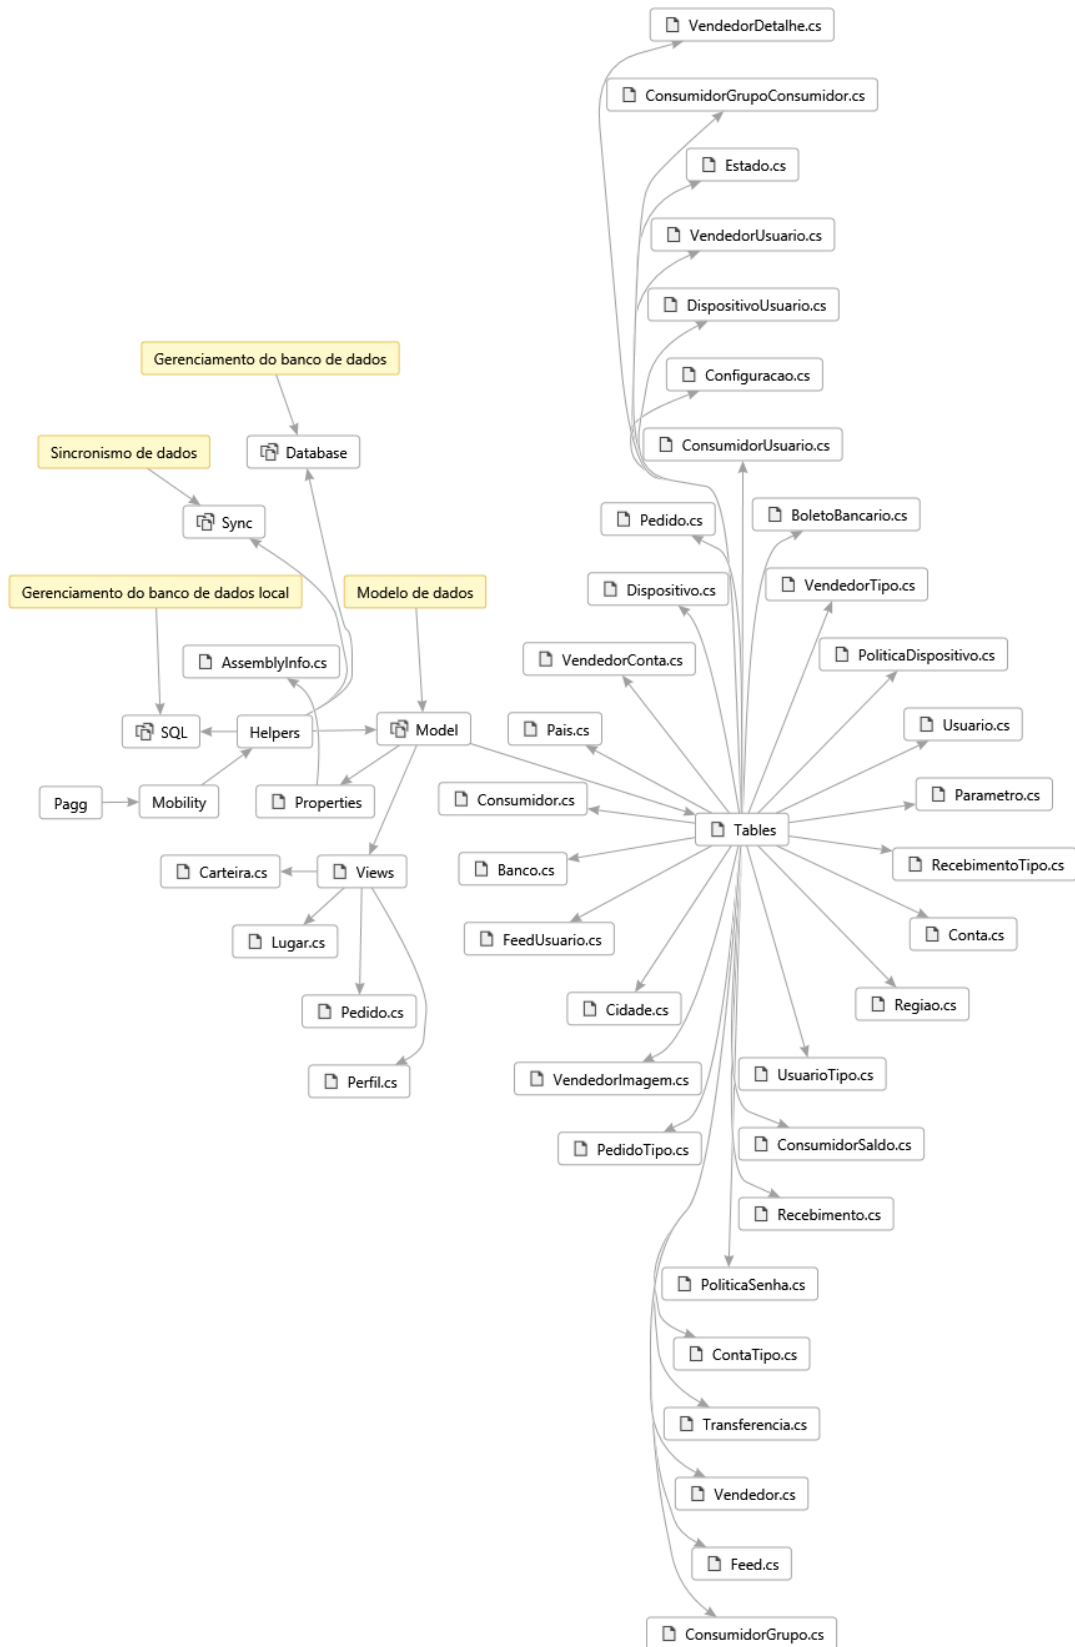 VendedorDetalhe.cs
ConsumidorGrupoConsumidor.cs
Estado.cs
VendedorUsuario.cs
DispositivoUsuario.cs
Gerenciamento do banco de dados
Configuracao.cs
Sincronismo de dados
Database
ConsumidorUsuario.cs
Sync
Pedido.cs
BoletoBancario.cs
Gerenciamento do banco de dados local
Modelo de dados
Dispositivo.cs
VendedorTipo.cs
AssemblyInfo.cs
VendedorConta.cs
PoliticaDispositivo.cs
SQL
Helpers
Model
Pais.cs
Usuario.cs
Pagg
Mobility
Properties
Consumidor.cs
Parametro.cs
Tables
Carteira.cs
Views
Banco.cs
RecebimentoTipo.cs
Lugar.cs
FeedUsuario.cs
Conta.cs
Pedido.cs
Cidade.cs
Regiao.cs
Perfil.cs
VendedorImagem.cs
UsuarioTipo.cs
PedidoTipo.cs
ConsumidorSaldo.cs
Recebimento.cs
PoliticaSenha.cs
ContaTipo.cs
Transferencia.cs
Vendedor.cs
Feed.cs
ConsumidorGrupo.cs